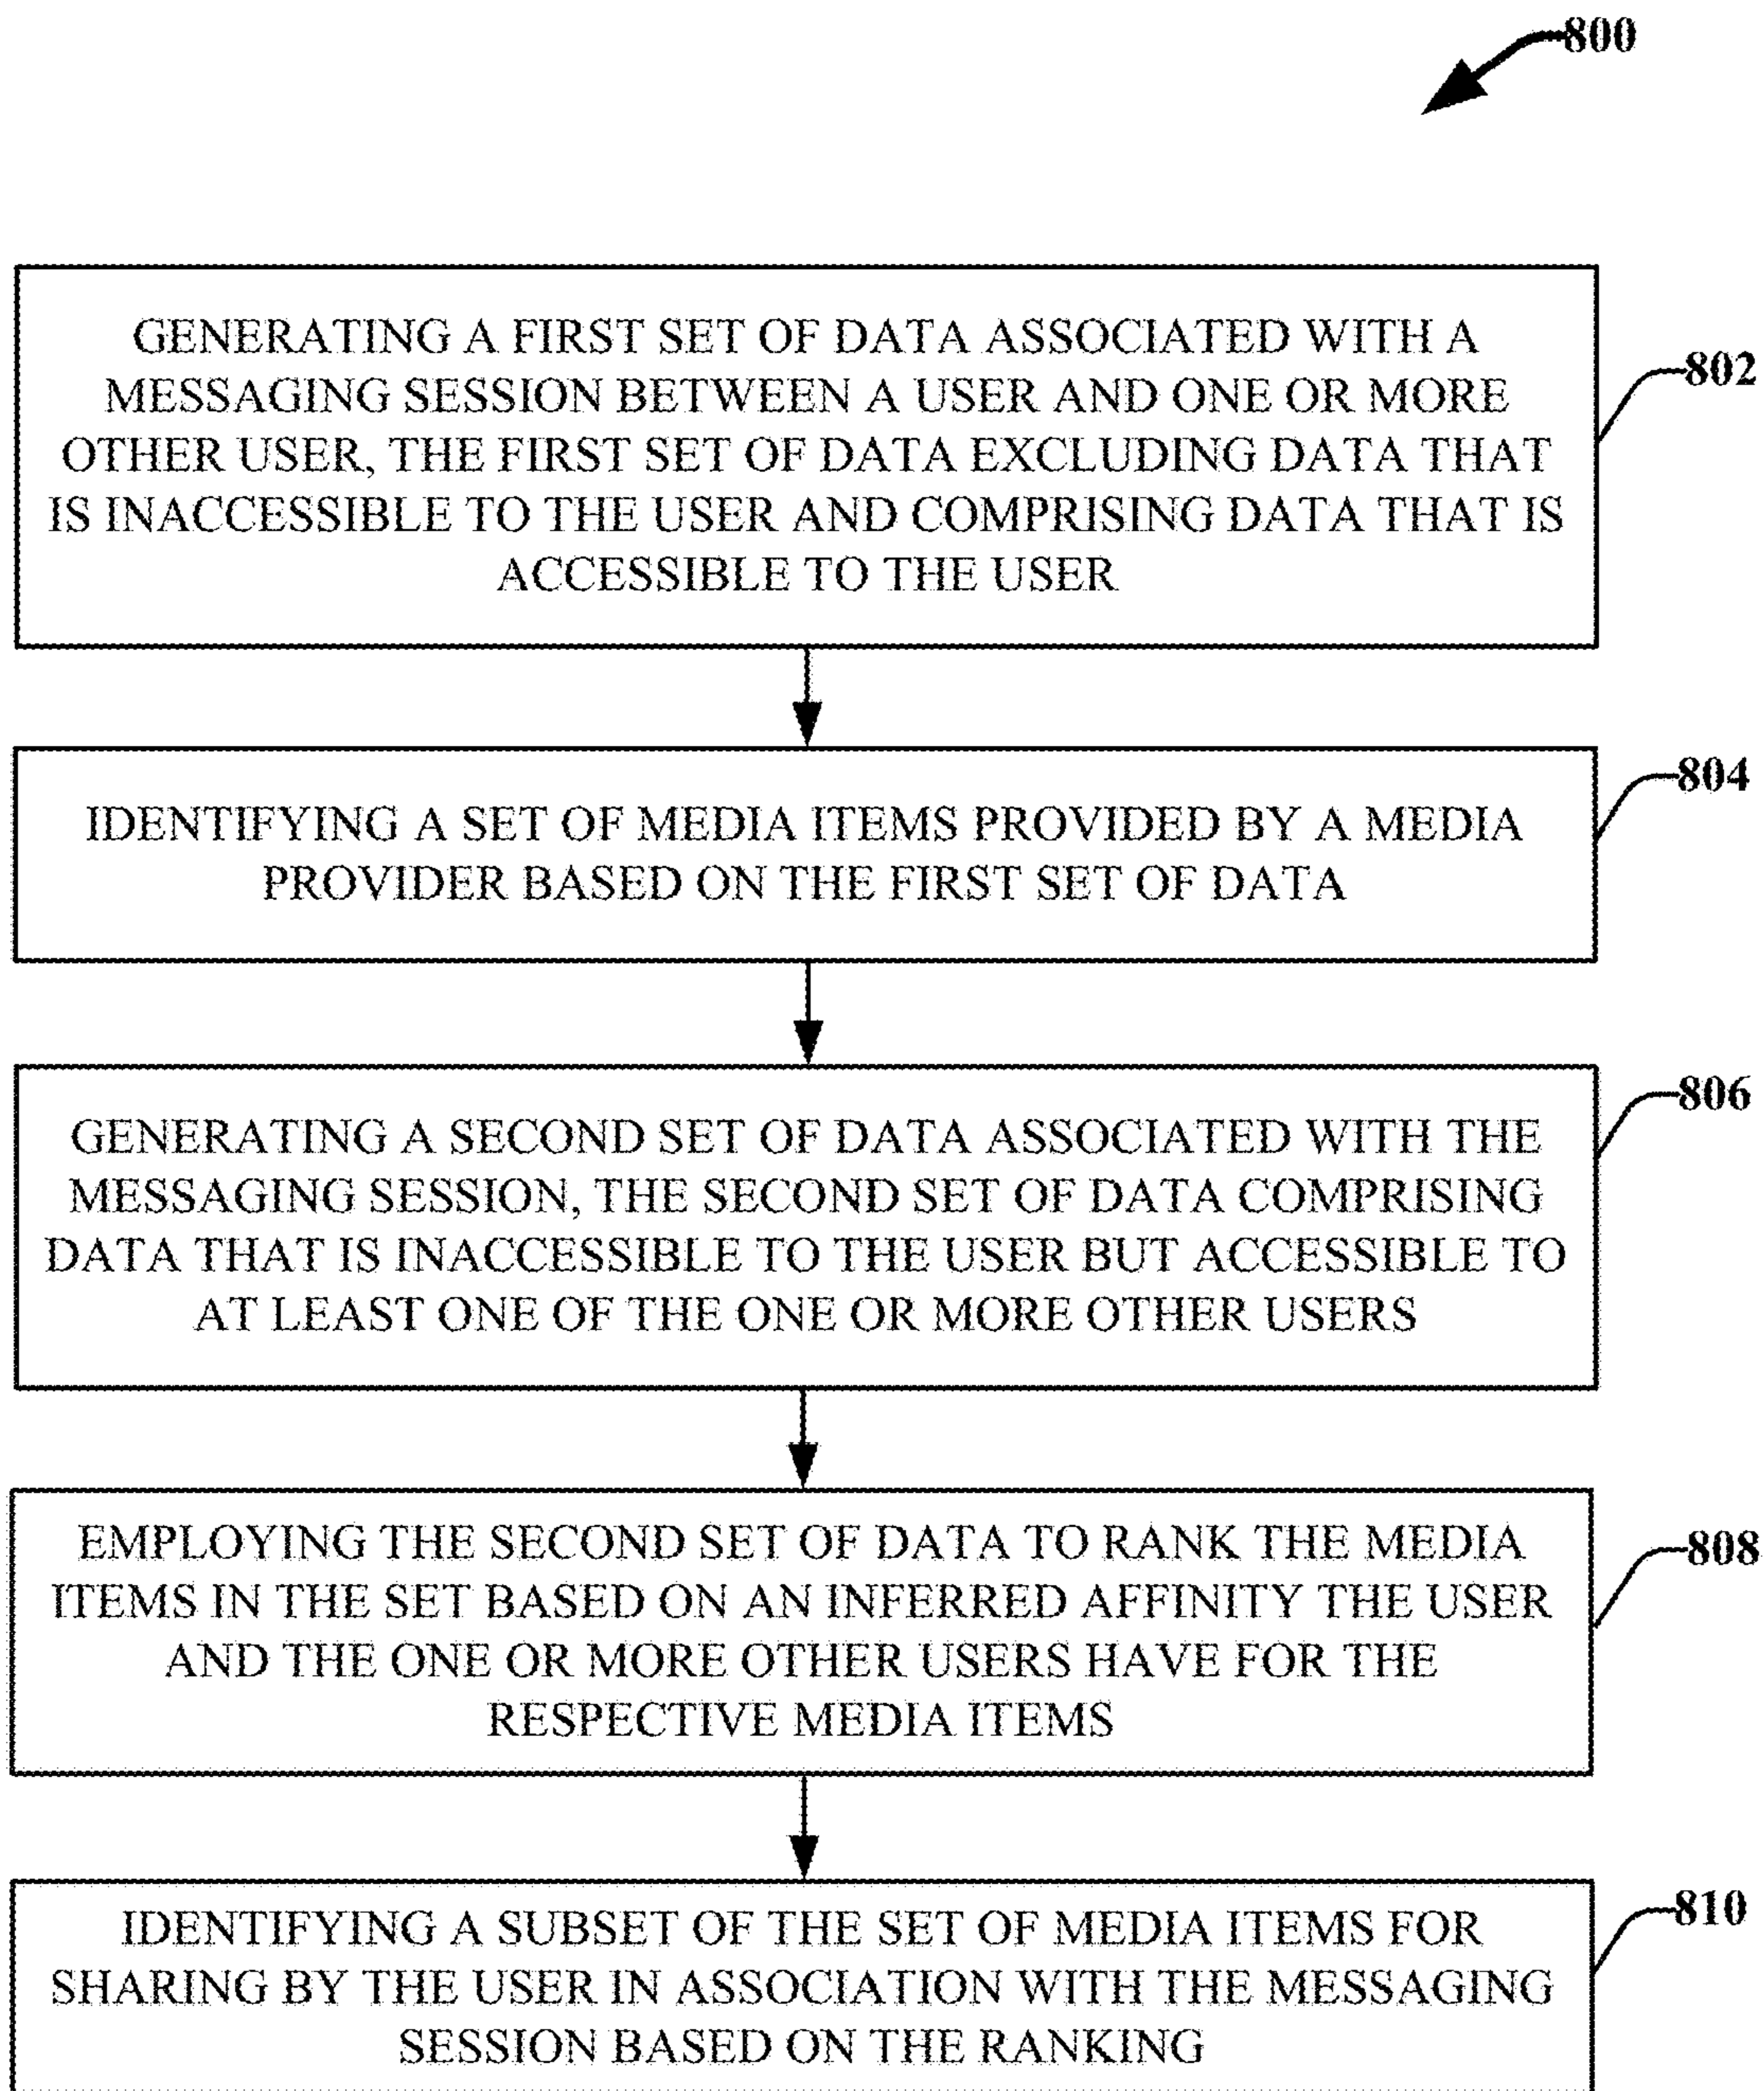 800
GENERATING A FIRST SET OF DATA ASSOCIATED WITH A
MESSAGING SESSION BETWEEN A USER AND ONE OR MORE
OTHER USER, THE FIRST SET OF DATA EXCLUDING DATA THAT
IS INACCESSIBLE TO THE USER AND COMPRISING DATA THAT IS
ACCESSIBLE TO THE USER
802
IDENTIFYING A SET OF MEDIA ITEMS PROVIDED BY A MEDIA
PROVIDER BASED ON THE FIRST SET OF DATA
804
GENERATING A SECOND SET OF DATA ASSOCIATED WITH THE
MESSAGING SESSION, THE SECOND SET OF DATA COMPRISING
DATA THAT IS INACCESSIBLE TO THE USER BUT ACCESSIBLE TO
AT LEAST ONE OF THE ONE OR MORE OTHER USERS
806
EMPLOYING THE SECOND SET OF DATA TO RANK THE MEDIA
ITEMS IN THE SET BASED ON AN INFERRED AFFINITY THE USER
AND THE ONE OR MORE OTHER USERS HAVE FOR THE
RESPECTIVE MEDIA ITEMS
808
IDENTIFYING A SUBSET OF THE SET OF MEDIA ITEMS FOR
SHARING BY THE USER IN ASSOCIATION WITH THE MESSAGING
SESSION BASED ON THE RANKING
810